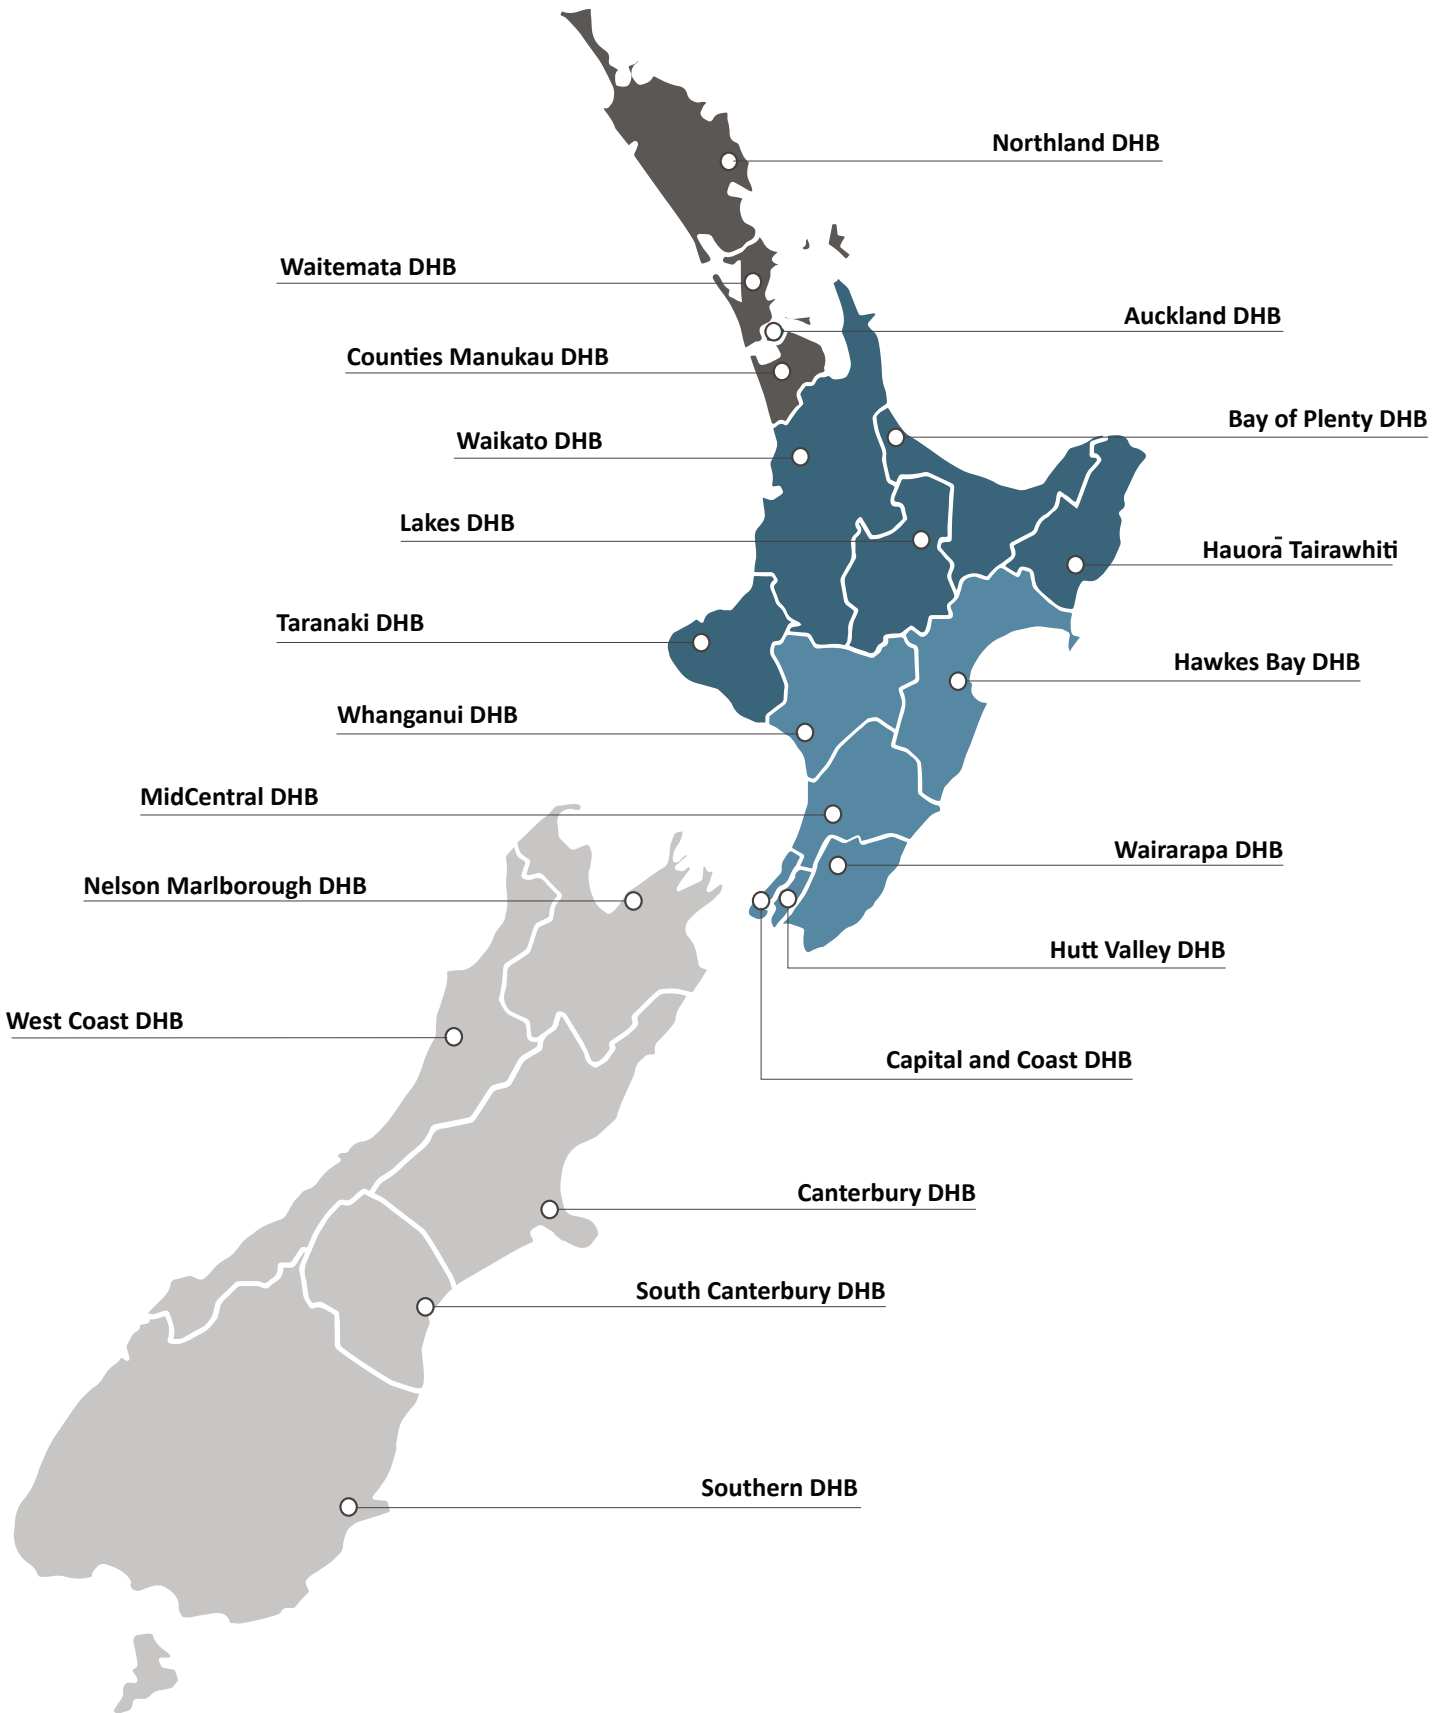 Northland DHB
Waitemata DHB
Auckland DHB
Counties Manukau DHB
Bay of Plenty DHB
Waikato DHB
Lakes DHB
Hauorā Tairawhiti
Taranaki DHB
Hawkes Bay DHB
Whanganui DHB
MidCentral DHB
Wairarapa DHB
Nelson Marlborough DHB
Hutt Valley DHB
West Coast DHB
Capital and Coast DHB
Canterbury DHB
South Canterbury DHB
Southern DHB